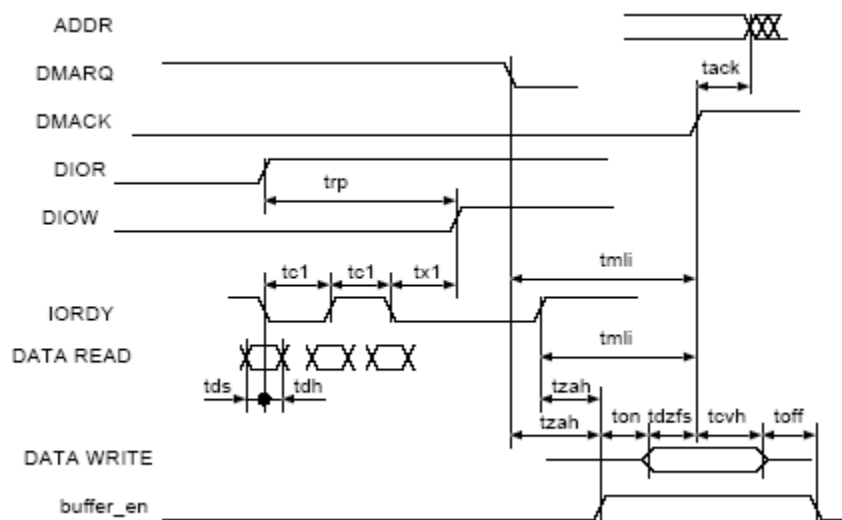 ADDR
DMARQ
tack
DMACK
DIOR
trp
DIOW
tmli
tc1 tc1 tx1
IORDY
tmli
DATA READ
tzah
tds tdh
tzah ton tdzfs tcvh toff
DATA WRITE
buffer_en